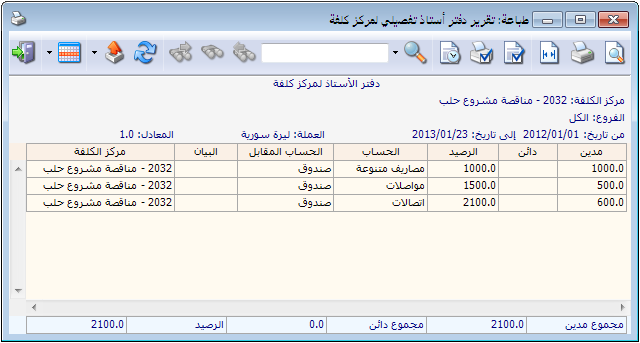 طباعة: تقرير دفتر أستاذ تفصيلي لمركز كلفة
دفتر الأستاذ لمركز كلفة
مركز الكلفة: 2032 - مناقصة مشروع حلب
الفروع: الكل
من تاريخ: 2012/01/01 إلى تاريخ: 2013/01/23 العملة: ليرة سورية المعادل: 1.0
مدين دائن الرصيد الحساب الحساب المقابل البيان مركز الكلفة
1000.0 1000.0 مصاريف متنوعة صندوق 2032 - مناقصة مشروع حلب
500.0 1500.0 مواصلات صندوق 2032 - مناقصة مشروع حلب
600.0 2100.0 اتصالات صندوق 2032 - مناقصة مشروع حلب
مجموع مدين 2100.0 مجموع دائن 0.0 الرصيد 2100.0